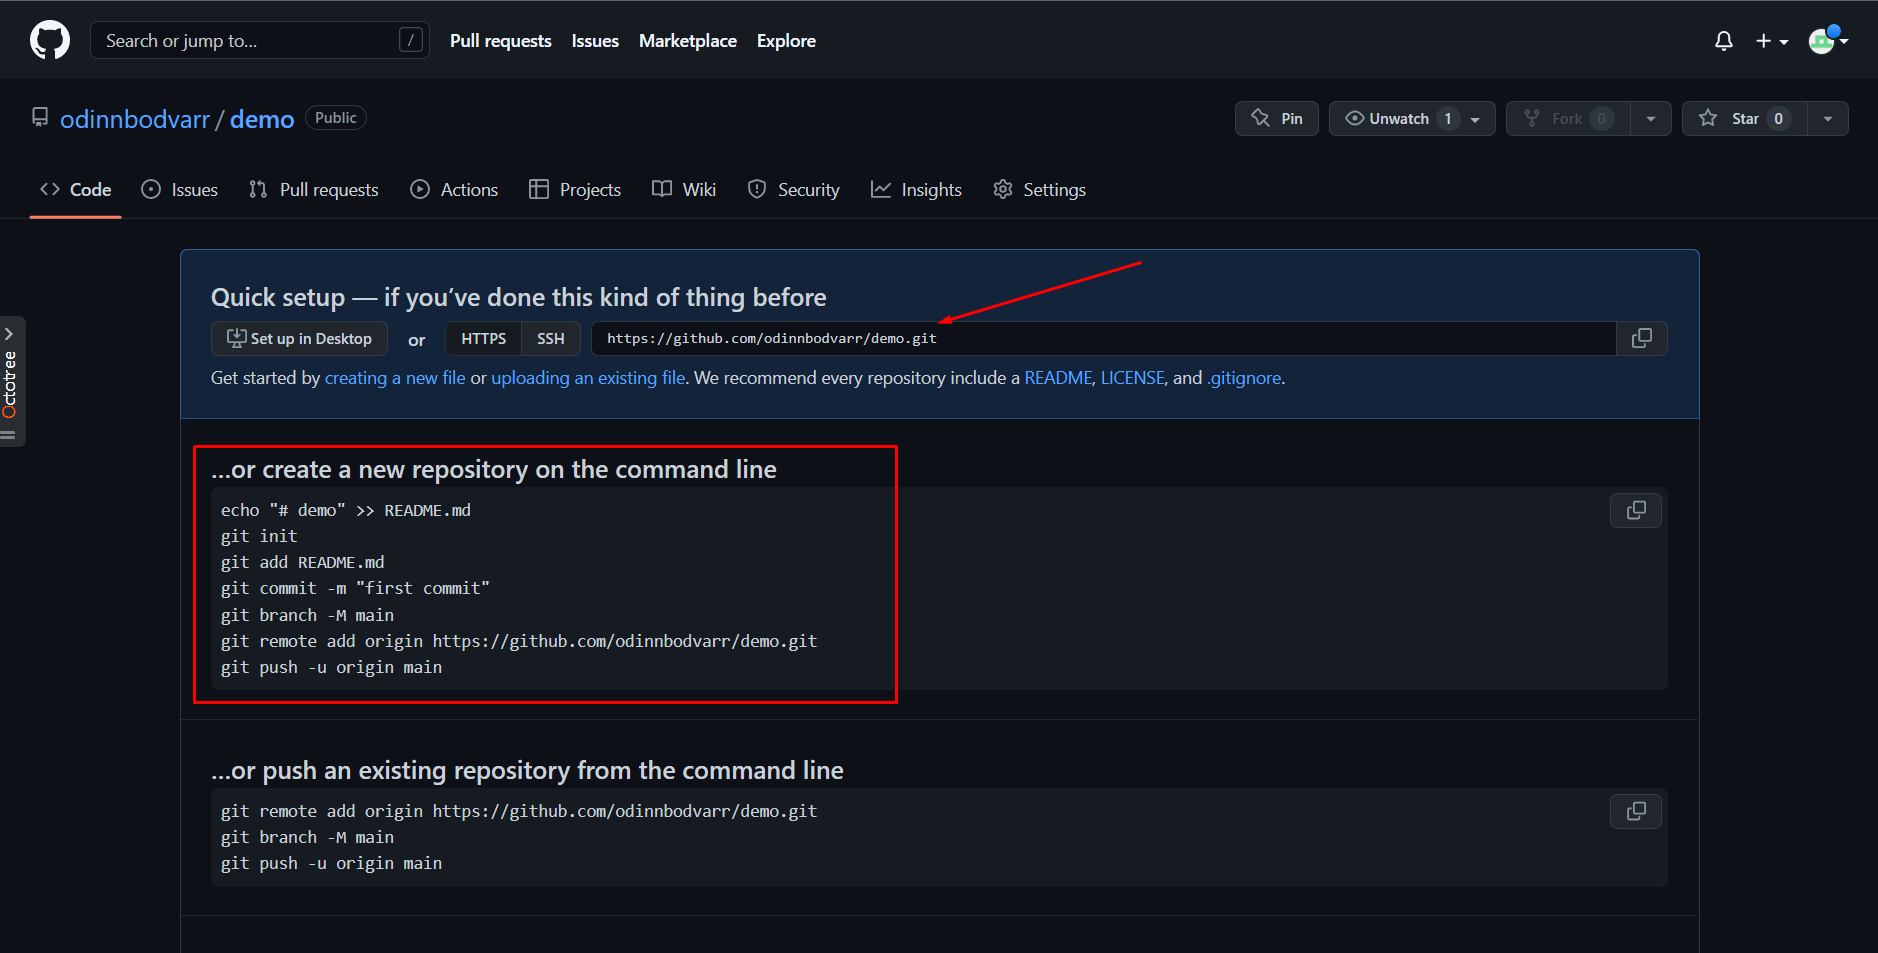 Search or jump to... /
Pull requests Issues Marketplace Explore
odinnbodvarr / demo Public
Pin Unwatch 1 Fork 0 Star 0
Code Issues Pull requests Actions Projects Wiki Security Insights Settings
Octotree
Quick setup — if you’ve done this kind of thing before
Set up in Desktop or HTTPS SSH https://github.com/odinnbodvarr/demo.git
Get started by creating a new file or uploading an existing file. We recommend every repository include a README, LICENSE, and .gitignore.
…or create a new repository on the command line
echo "# demo" >> README.md
git init
git add README.md
git commit -m "first commit"
git branch -M main
git remote add origin https://github.com/odinnbodvarr/demo.git
git push -u origin main
…or push an existing repository from the command line
git remote add origin https://github.com/odinnbodvarr/demo.git
git branch -M main
git push -u origin main